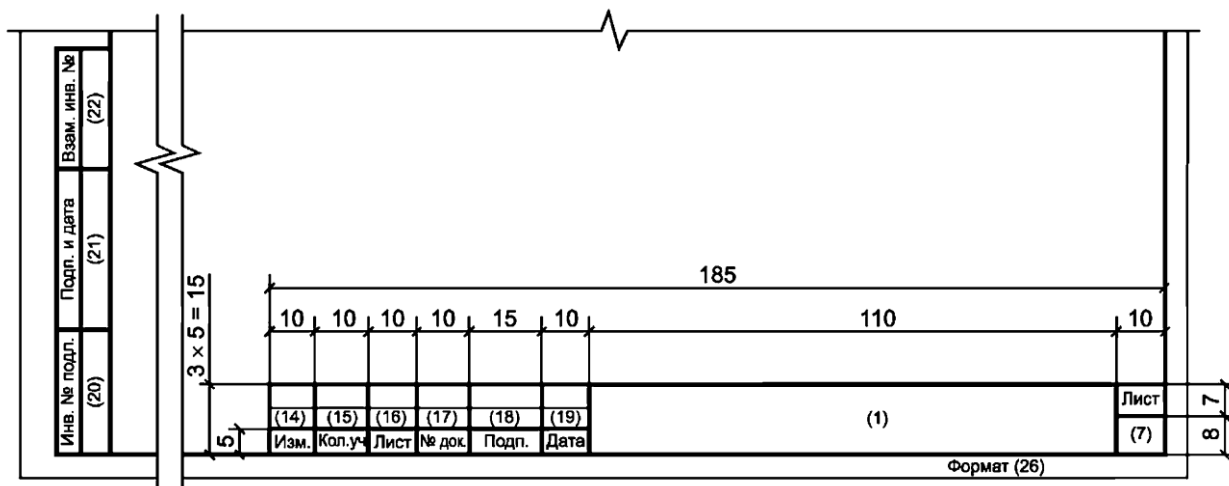 Взам. инв. №
(22)
Подп. и дата
(21)
Инв. № подл.
(20)
185
3 × 5 = 15
10 10 10 10 15 10 110 10
5
(14) (15) (16) (17) (18) (19)
Изм. Кол.уч Лист № док. Подп. Дата
(1)
Лист
(7)
7
8
Формат (26)